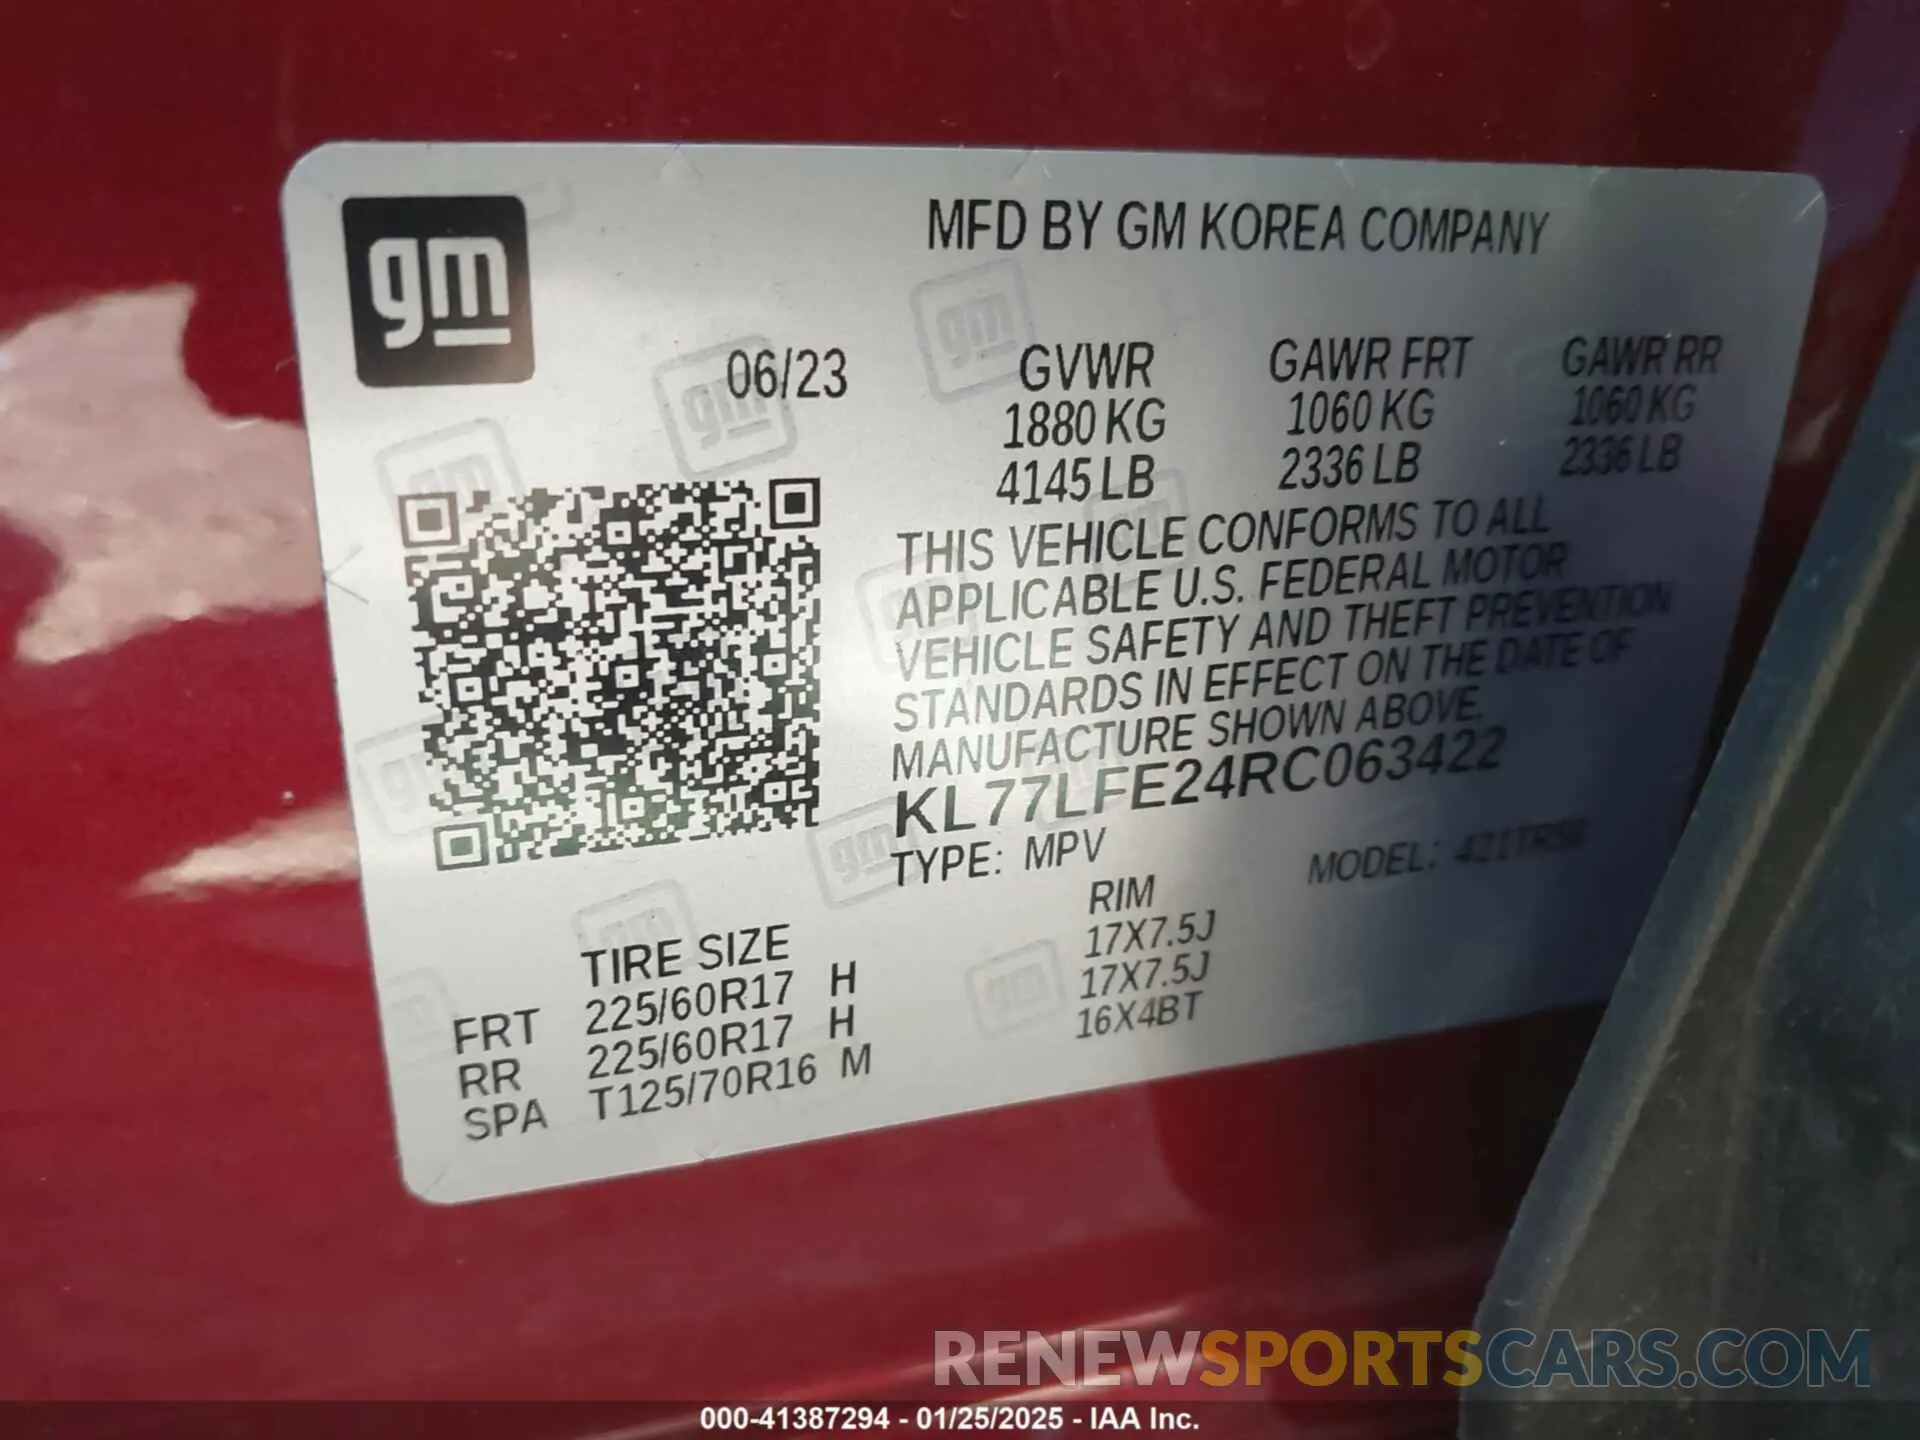 gm
MFD BY GM KOREA COMPANY
06/23
GVWR GAWR FRT GAWR RR
1880 KG 1060 KG 1060 KG
4145 LB 2336 LB 2336 LB
THIS VEHICLE CONFORMS TO ALL
APPLICABLE U.S. FEDERAL MOTOR
VEHICLE SAFETY AND THEFT PREVENTION
STANDARDS IN EFFECT ON THE DATE OF
MANUFACTURE SHOWN ABOVE.
KL77LFE24RC063422
TYPE: MPV MODEL:
TIRE SIZE RIM
FRT 225/60R17 H 17X7.5J
RR 225/60R17 H 17X7.5J
SPA T125/70R16 M 16X4BT
RENEWSPORTSCARS.COM
000-41387294 - 01/25/2025 - IAA Inc.